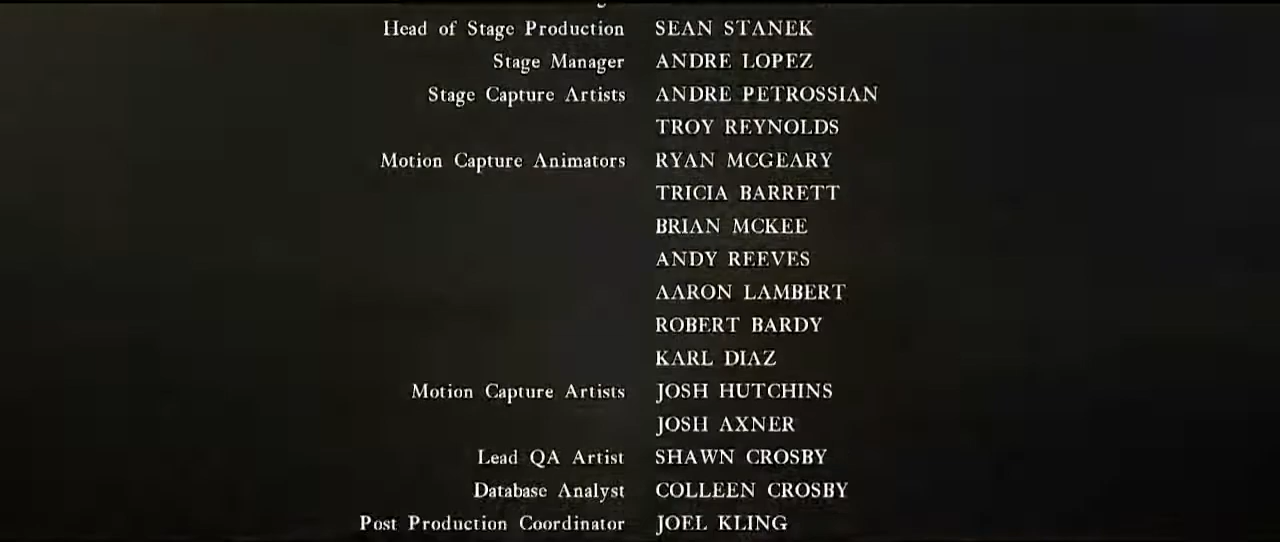 Head of Stage Production SEAN STANEK
Stage Manager ANDRE LOPEZ
Stage Capture Artists ANDRE PETROSSIAN
TROY REYNOLDS
Motion Capture Animators RYAN MCGEARY
TRICIA BARRETT
BRIAN MCKEE
ANDY REEVES
AARON LAMBERT
ROBERT BARDY
KARL DIAZ
Motion Capture Artists JOSH HUTCHINS
JOSH AXNER
Lead QA Artist SHAWN CROSBY
Database Analyst COLLEEN CROSBY
Post Production Coordinator JOEL KLING